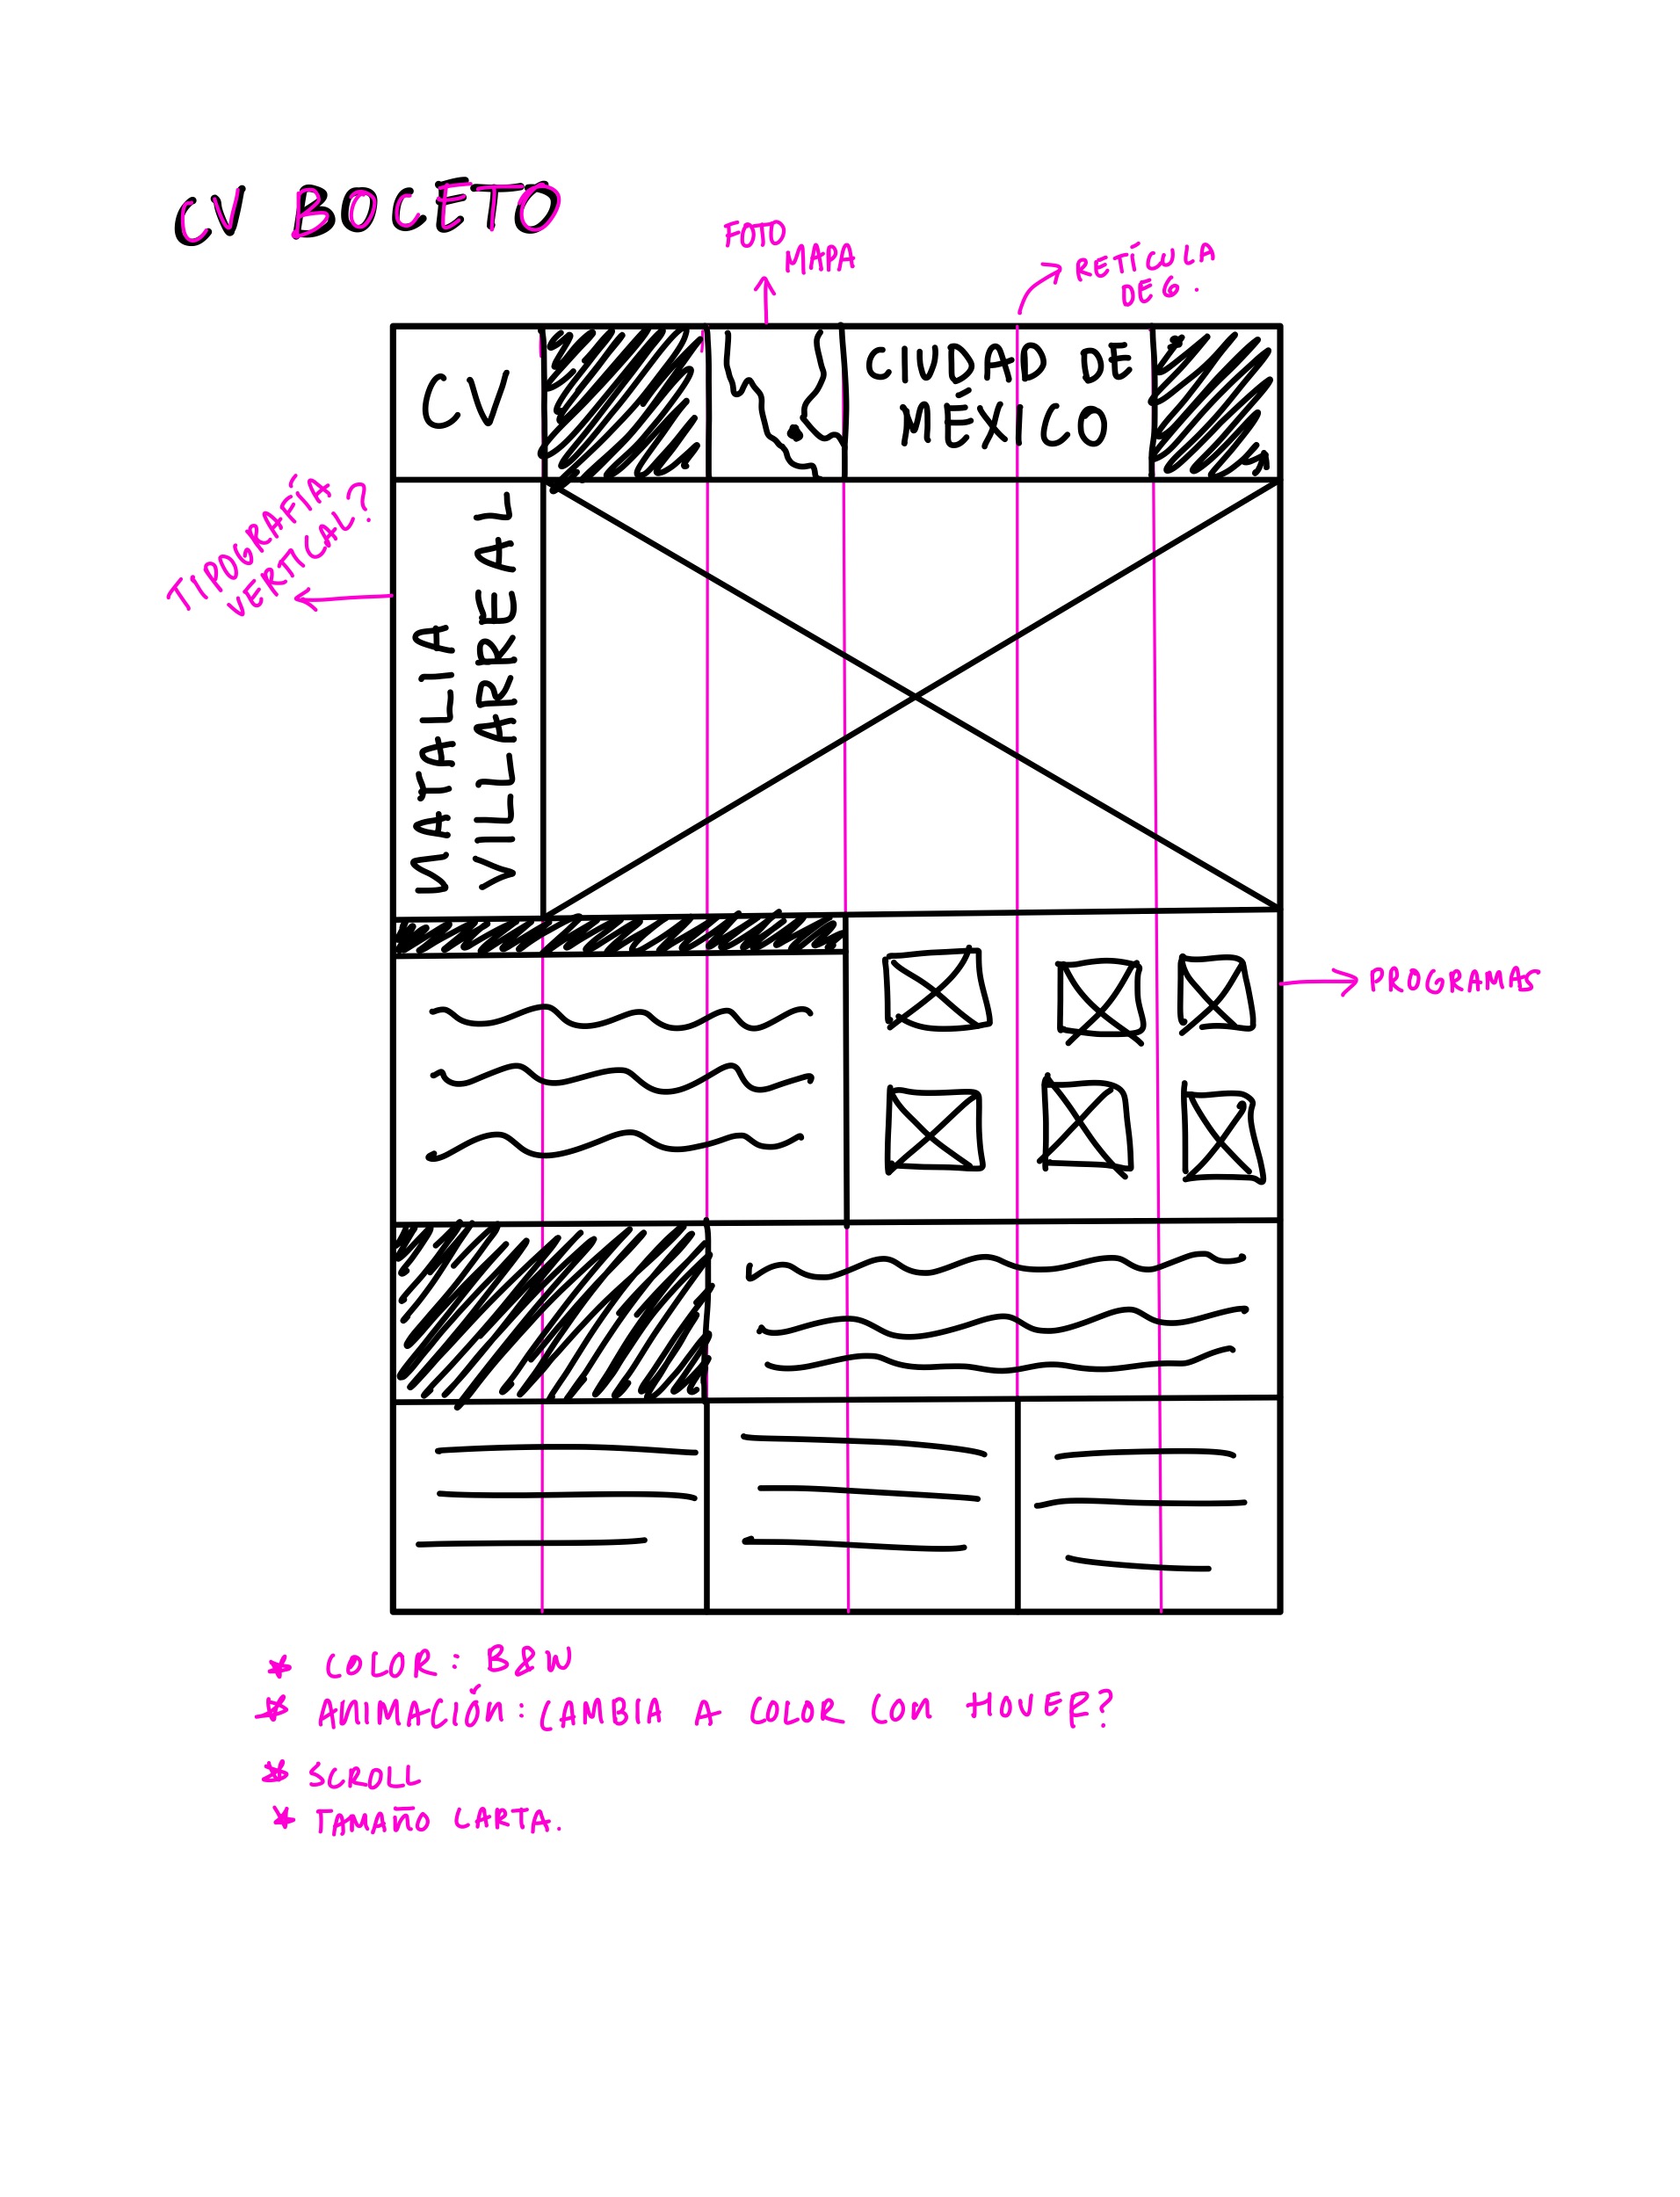 CV BOCETO
FOTO
MAPA
RETÍCULA
DE 6.
CV
CIUDAD DE
MÉXICO
TIPOGRAFÍA
VERTICAL?
NATALIA
VILLARREAL
PROGRAMAS
* COLOR: B&W
* ANIMACIÓN: CAMBIA A COLOR CON HOVER?
* SCROLL
* TAMAÑO CARTA.